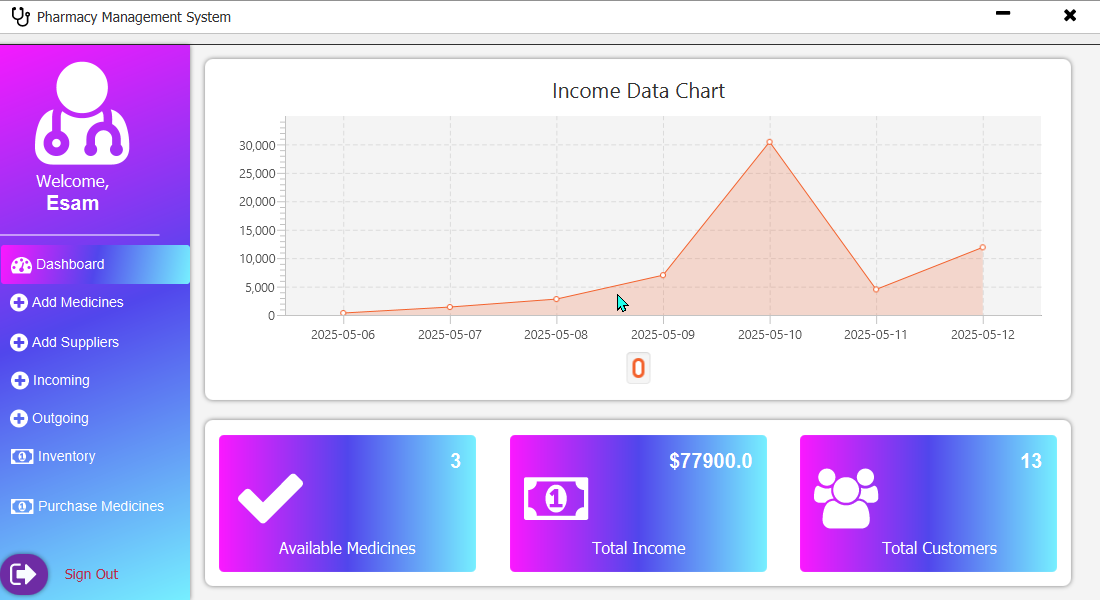 Pharmacy Management System
Welcome,
Esam
Dashboard
Add Medicines
Add Suppliers
Incoming
Outgoing
1 Inventory
1 Purchase Medicines
Sign Out
Income Data Chart
30,000
25,000
20,000
15,000
10,000
5,000
0
2025-05-06 2025-05-07 2025-05-08 2025-05-09 2025-05-10 2025-05-11 2025-05-12
0
3
Available Medicines
$77900.0
1
Total Income
13
Total Customers